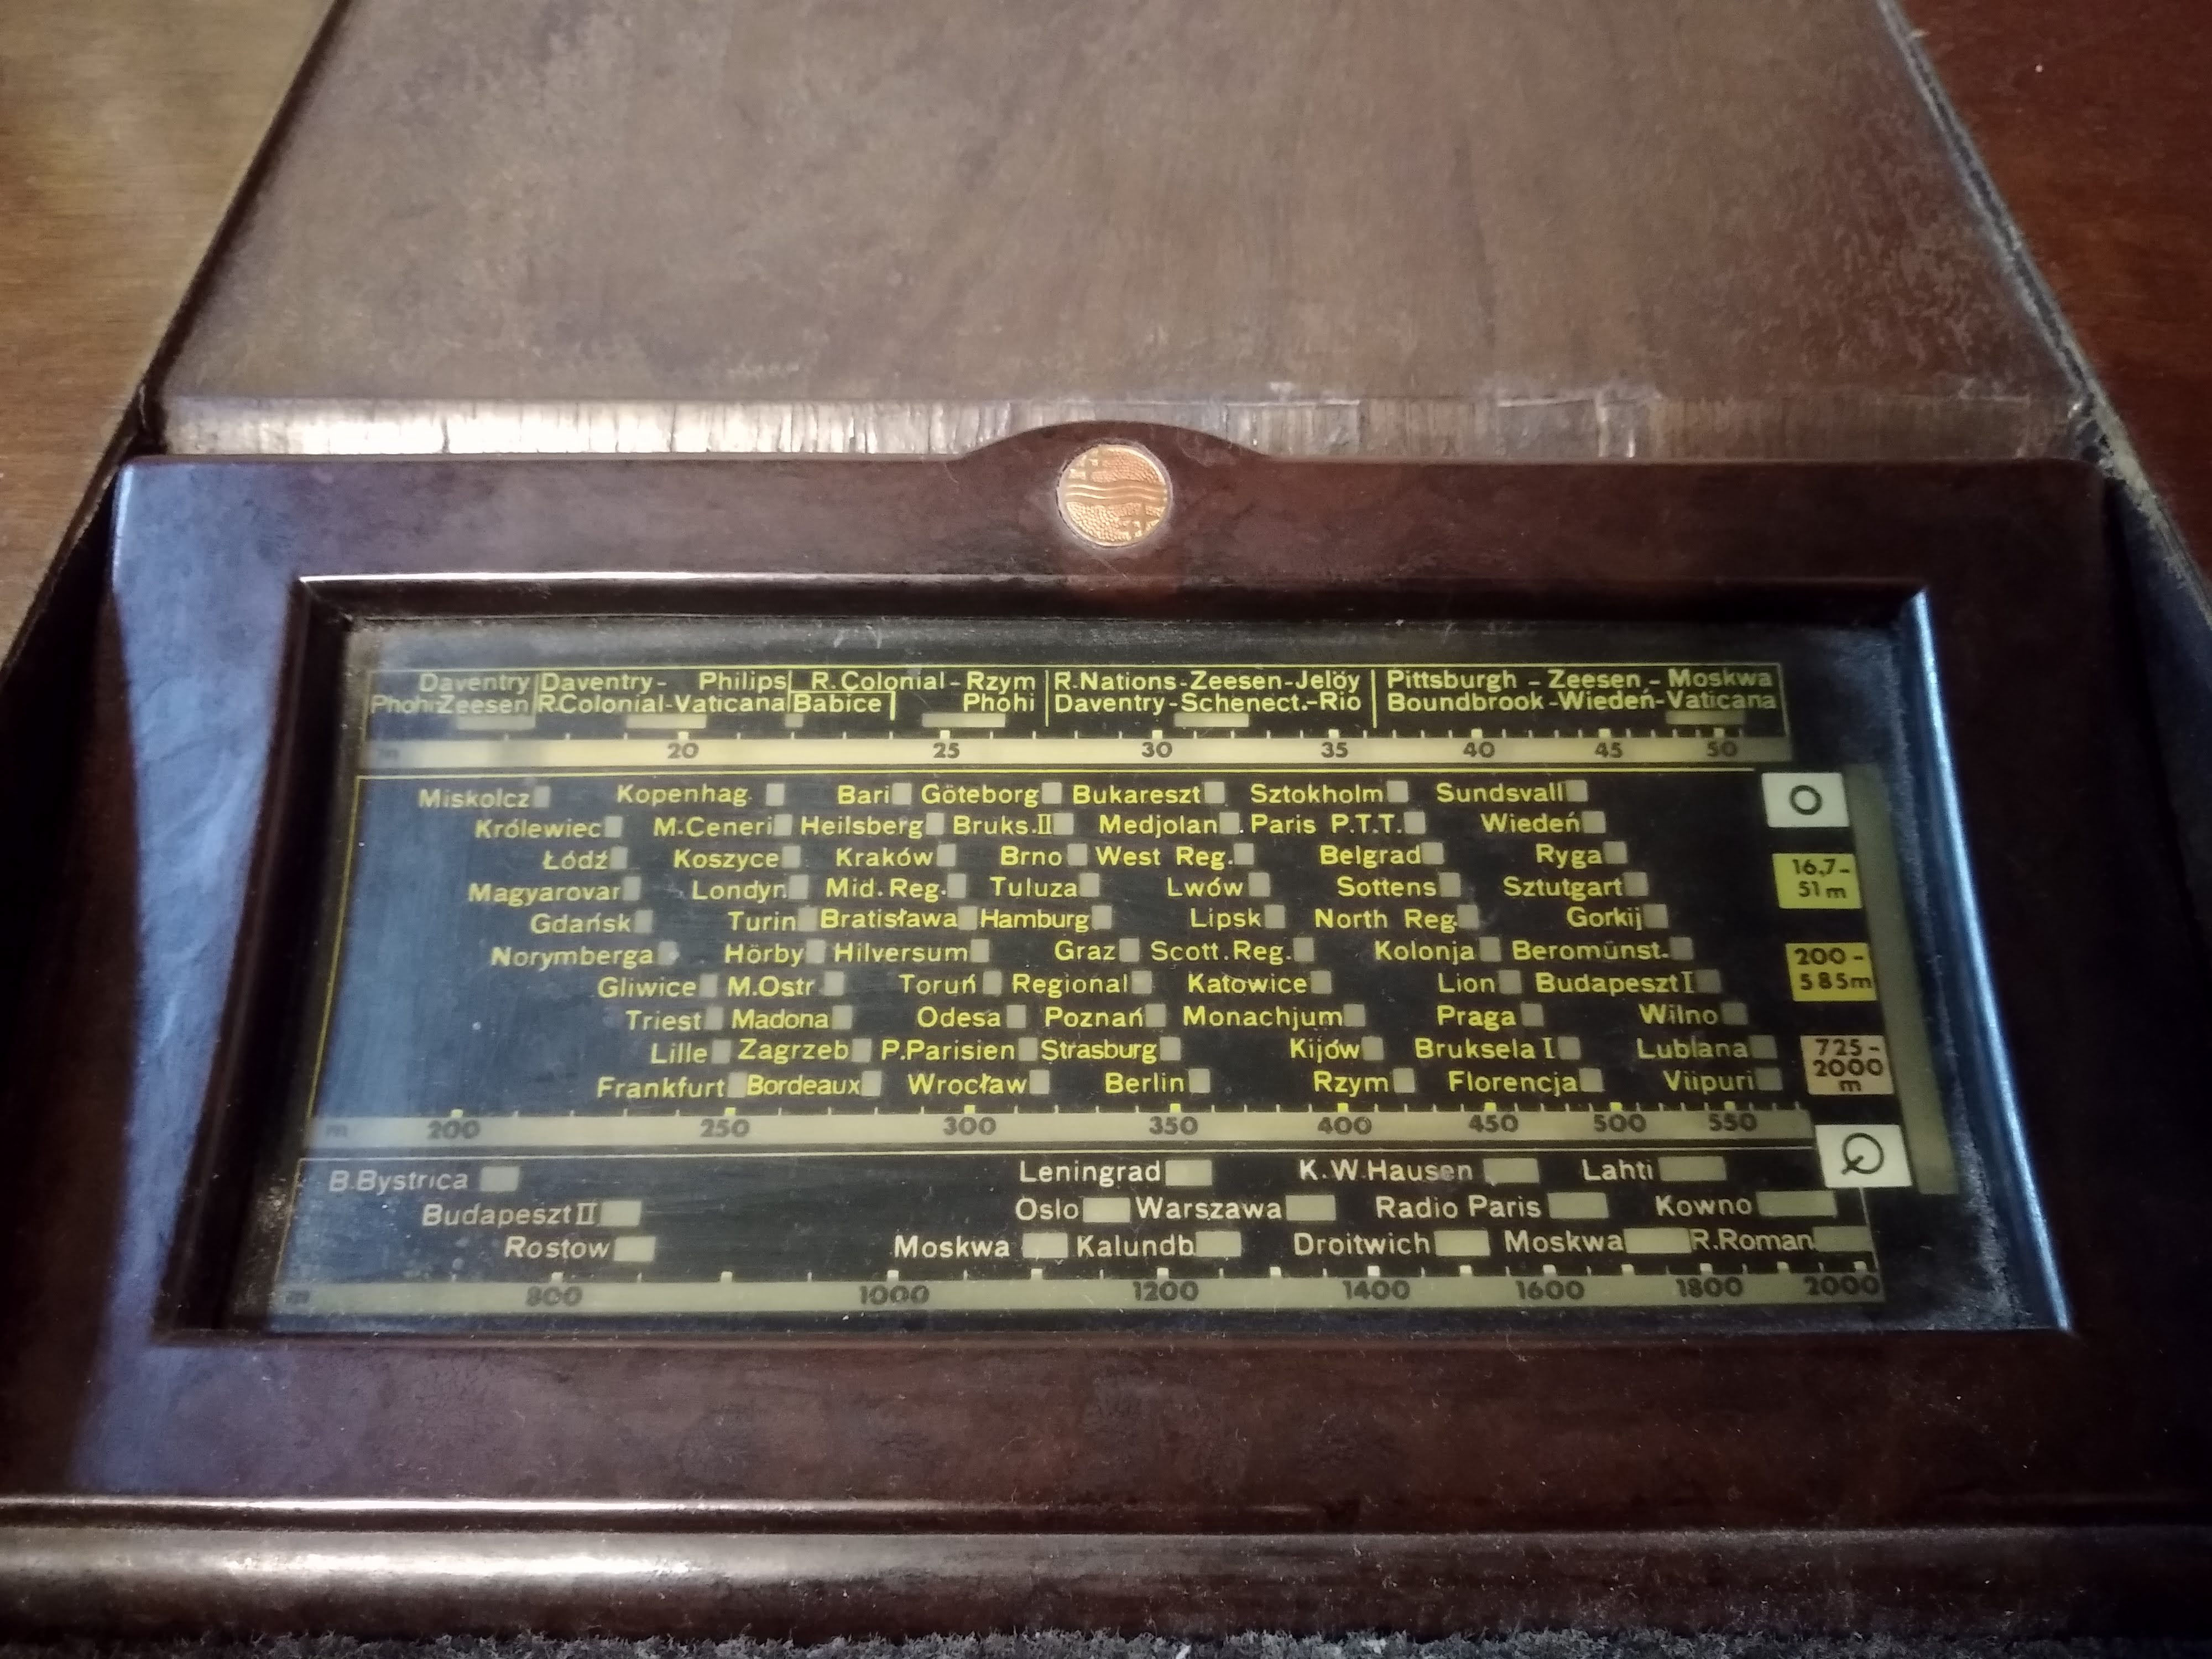 Daventry Daventry- Philips R.Colonial-Rzym R.Nations-Zeesen-Jelöy Pittsburgh - Zeesen - Moskwa
Phohi-Zeesen R.Colonial-Vaticana Babice Phohi Daventry-Schenect.-Rio Boundbrook-Wiedeń-Vaticana
m 20 25 30 35 40 45 50
Miskolcz Kopenhag. Bari Göteborg Bukareszt Sztokholm Sundsvall
Królewiec M.Ceneri Heilsberg Bruks.II Medjolan Paris P.T.T. Wiedeń
Łódź Koszyce Kraków Brno West Reg. Belgrad Ryga
Magyarovar Londyn Mid. Reg. Tuluza Lwów Sottens Sztutgart
Gdańsk Turin Bratisława Hamburg Lipsk North Reg. Gorkij
Norymberga Hörby Hilversum Graz Scott.Reg. Kolonja Beromünst.
Gliwice M.Ostr. Toruń Regional Katowice Lion Budapeszt I
Triest Madona Odesa Poznań Monachjum Praga Wilno
Lille Zagrzeb P.Parisien Strasburg Kijów Bruksela I Lublana
Frankfurt Bordeaux Wrocław Berlin Rzym Florencja Viipuri
m 200 250 300 350 400 450 500 550
16,7-
51 m
200-
585m
725-
2000
m
B.Bystrica Leningrad K.W.Hausen Lahti
Budapeszt II Oslo Warszawa Radio Paris Kowno
Rostow Moskwa Kalundb. Droitwich Moskwa R.Roman.
m 800 1000 1200 1400 1600 1800 2000